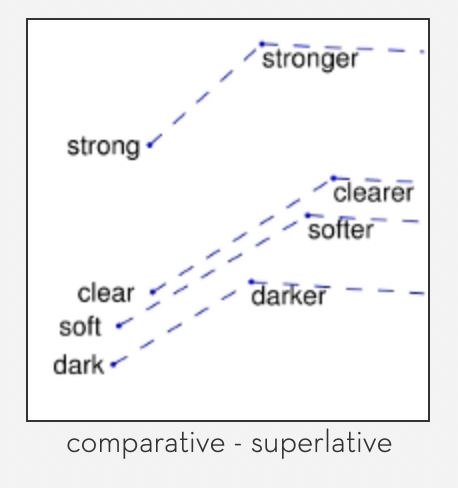 stronger
strong
clearer
softer
clear
darker
soft
dark
comparative - superlative